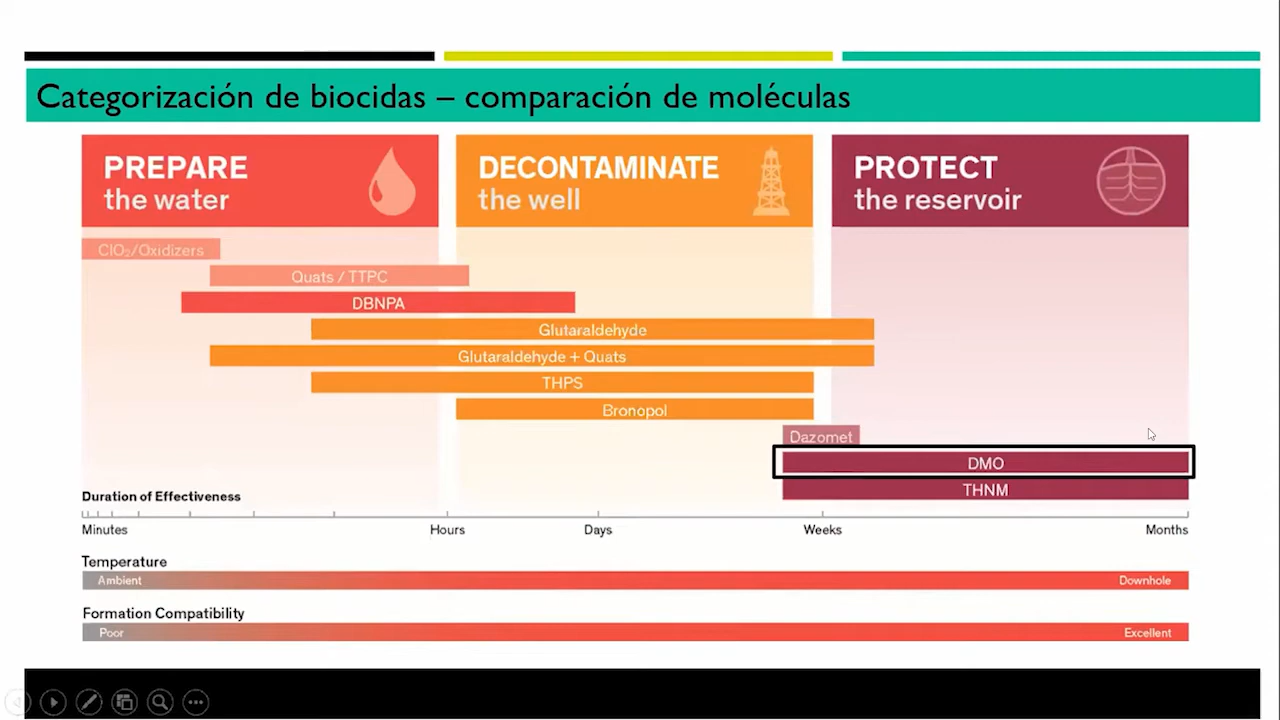 Categorización de biocidas – comparación de moléculas
PREPARE
the water
DECONTAMINATE
the well
PROTECT
the reservoir
ClO₂/Oxidizers
Quats / TTPC
DBNPA
Glutaraldehyde
Glutaraldehyde + Quats
THPS
Bronopol
Dazomet
DMO
THNM
Duration of Effectiveness
Minutes
Hours
Days
Weeks
Months
Temperature
Ambient
Downhole
Formation Compatibility
Poor
Excellent